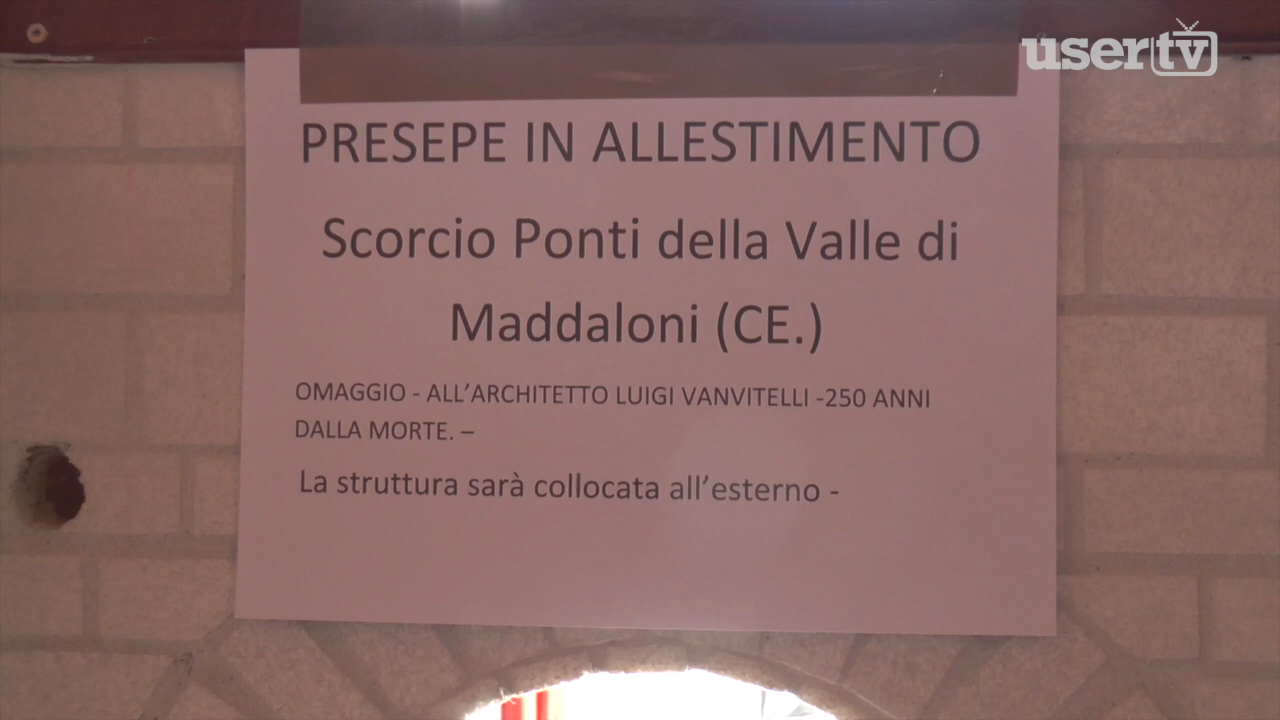 usertv
PRESEPE IN ALLESTIMENTO
Scorcio Ponti della Valle di
Maddaloni (CE.)
OMAGGIO - ALL'ARCHITETTO LUIGI VANVITELLI -250 ANNI
DALLA MORTE. –
La struttura sarà collocata all'esterno -